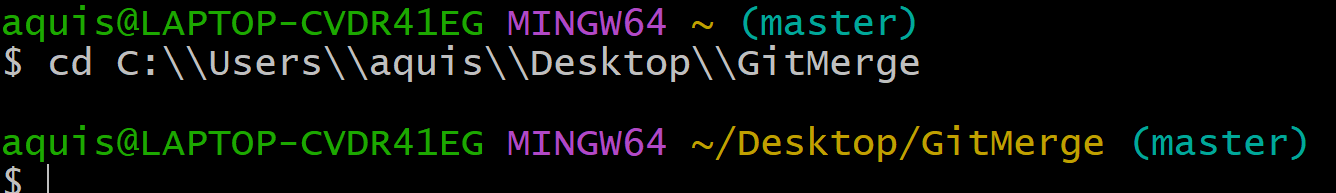 aquis@LAPTOP-CVDR41EG MINGW64 ~ (master)
$ cd C:\\Users\\aquis\\Desktop\\GitMerge
aquis@LAPTOP-CVDR41EG MINGW64 ~/Desktop/GitMerge (master)
$